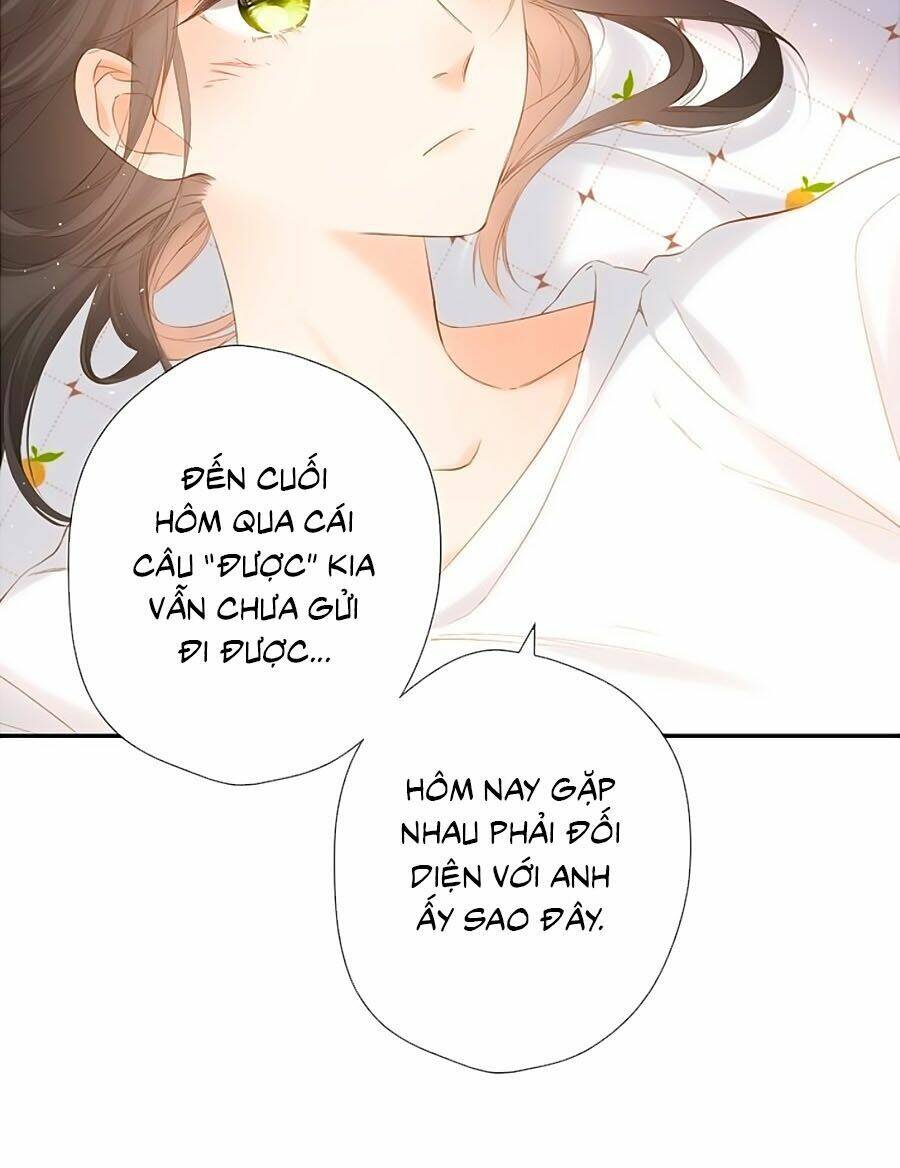 ĐẾN CUỐI
HÔM QUA CÁI
CÂU "ĐƯỢC" KIA
VẪN CHƯA GỬI
ĐI ĐƯỢC...
HÔM NAY GẶP
NHAU PHẢI ĐỐI
DIỆN VỚI ANH
ẤY SAO ĐÂY.